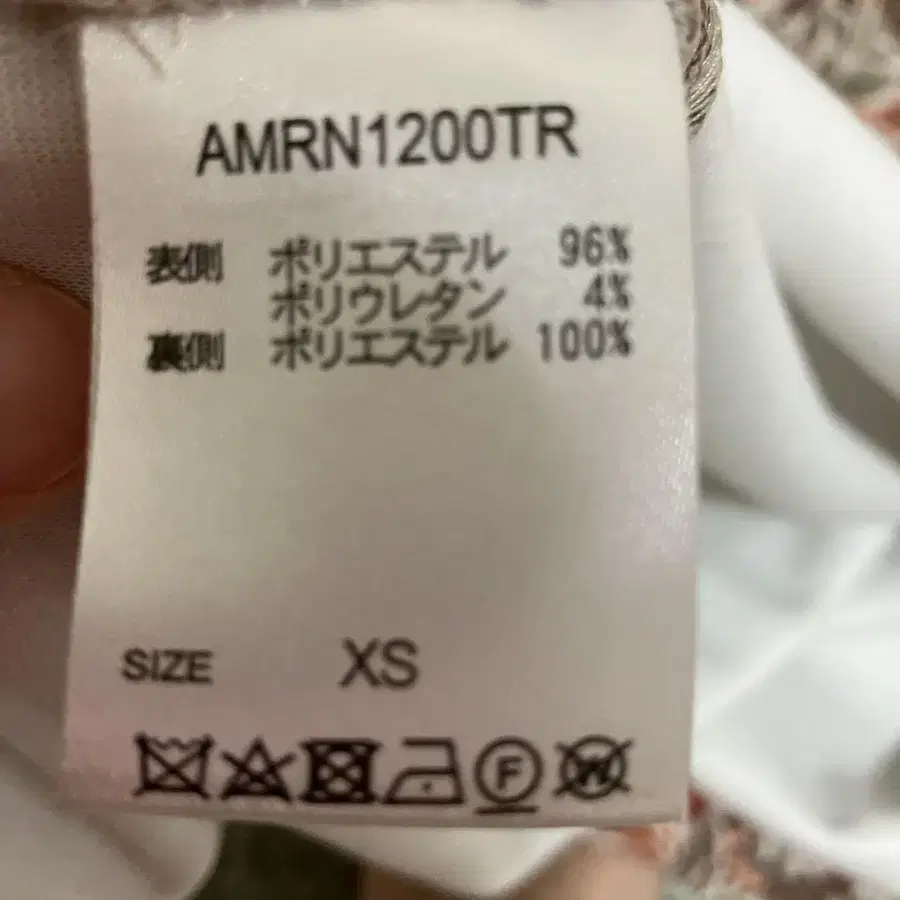 AMRN1200TR
表側 ポリエステル 96%
ポリウレタン 4%
裏側 ポリエステル 100%
SIZE XS
F W